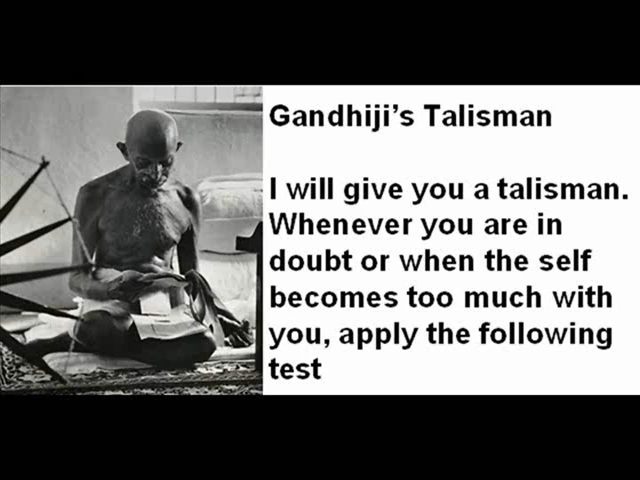 Gandhiji's Talisman
I will give you a talisman.
Whenever you are in
doubt or when the self
becomes too much with
you, apply the following
test